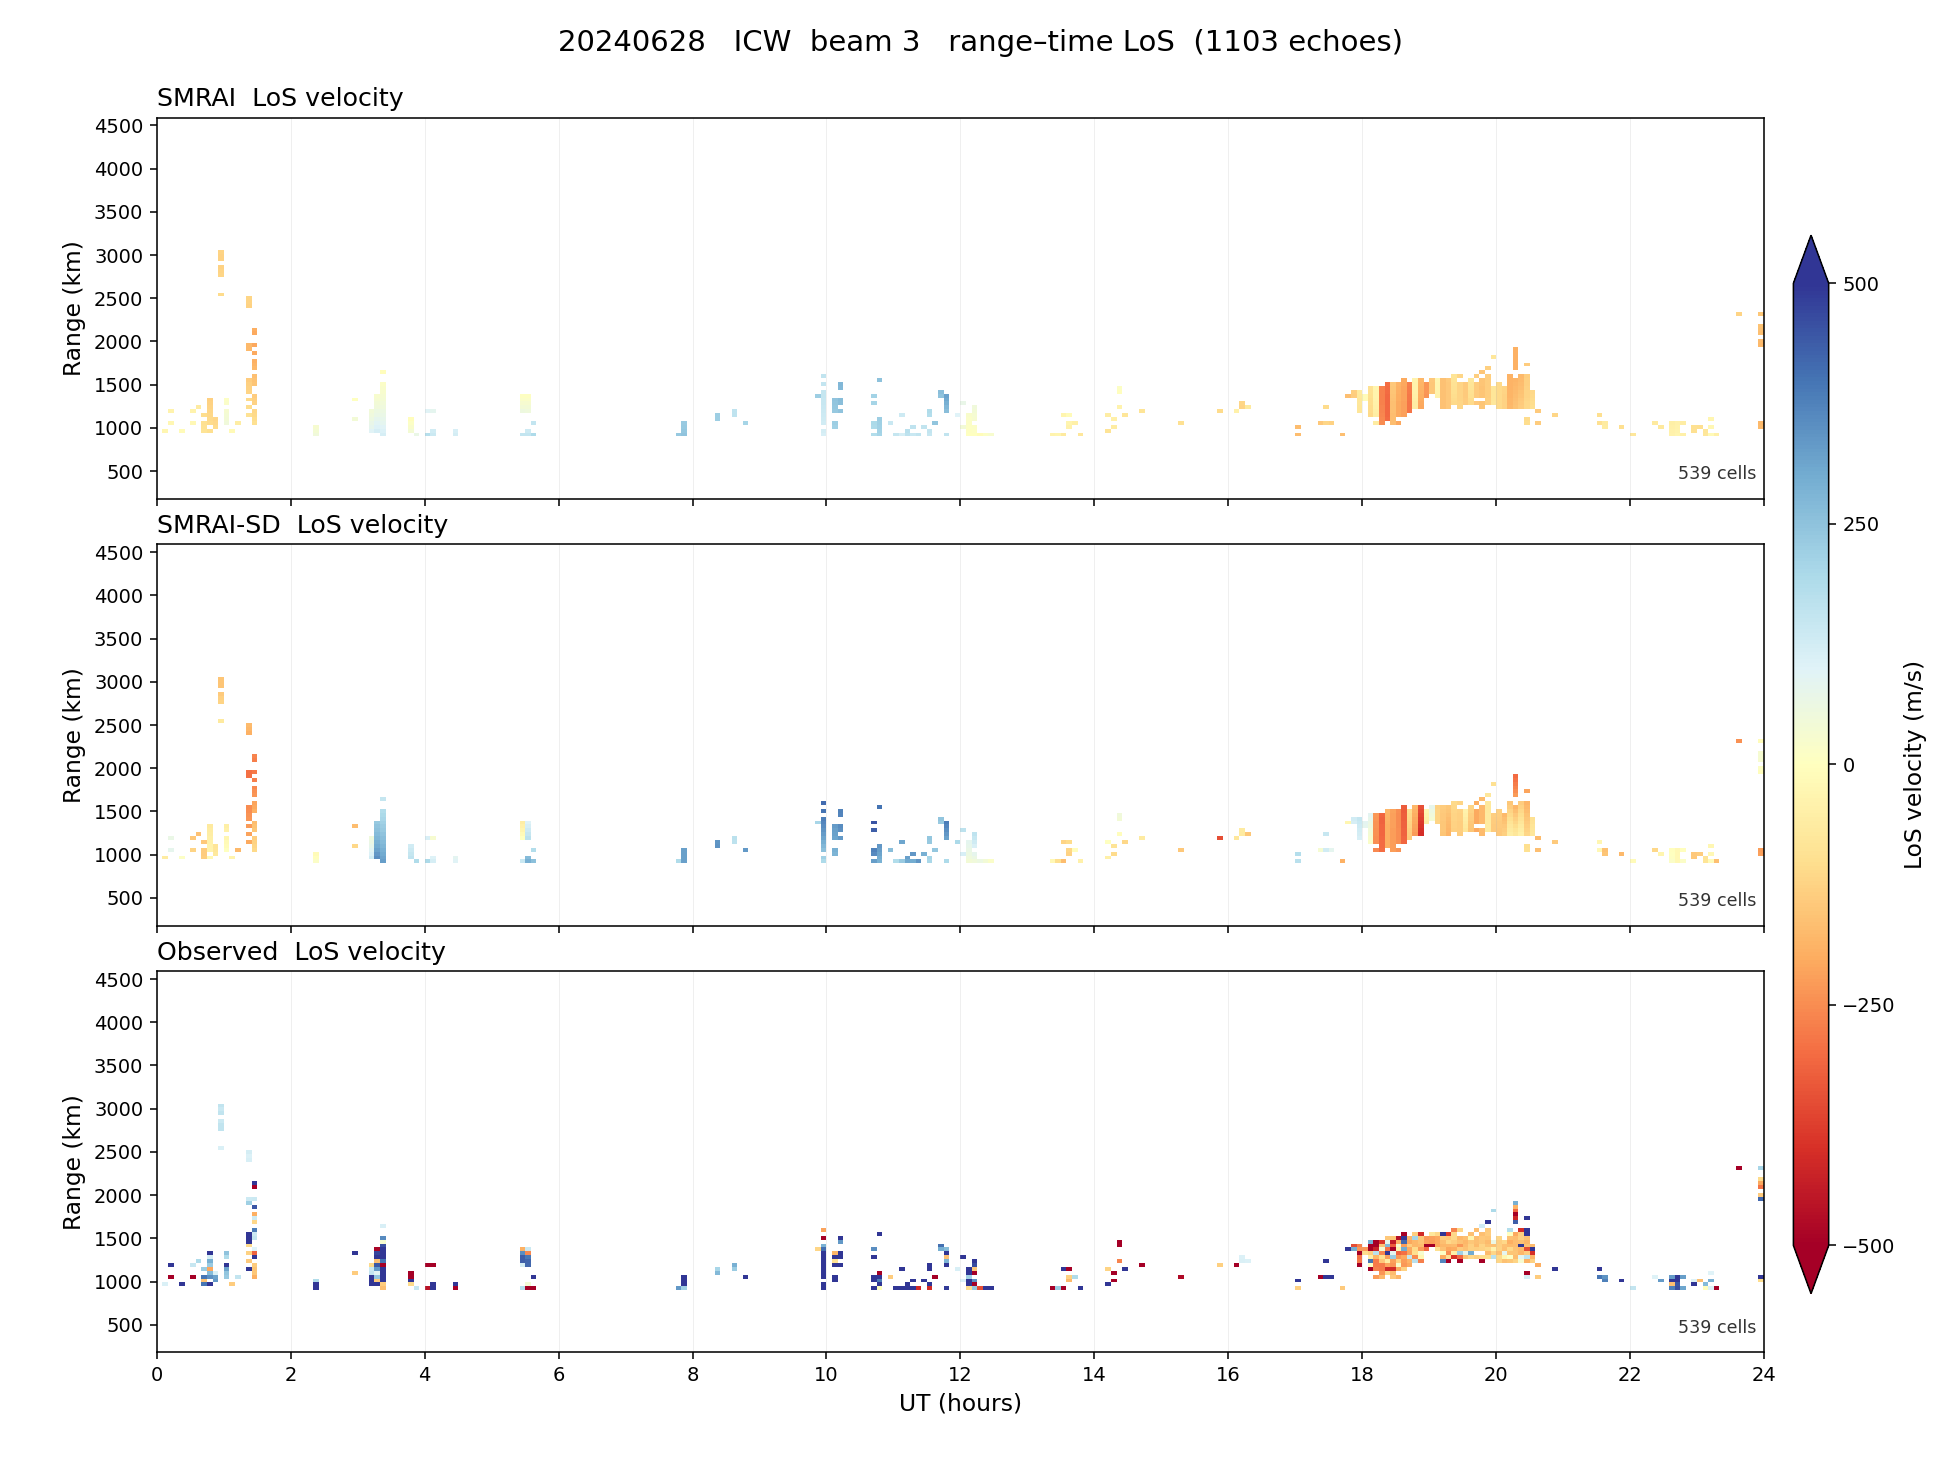 20240628   ICW  beam 3   range–time LoS  (1103 echoes)
SMRAI  LoS velocity
4500
4000
3500
3000
2500
2000
1500
1000
500
Range (km)
539 cells
SMRAI-SD  LoS velocity
4500
4000
3500
3000
2500
2000
1500
1000
500
Range (km)
539 cells
Observed  LoS velocity
4500
4000
3500
3000
2500
2000
1500
1000
500
Range (km)
539 cells
0 2 4 6 8 10 12 14 16 18 20 22 24
UT (hours)
500
250
0
−250
−500
LoS velocity (m/s)